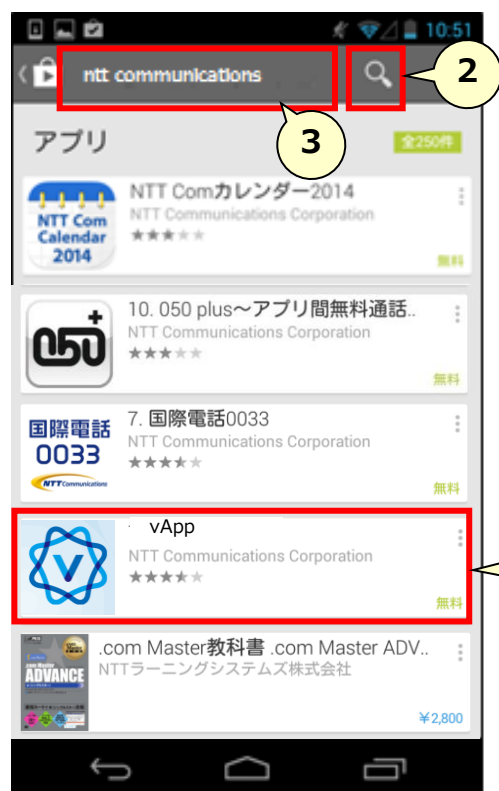 10:51
ntt communications
2
3
アプリ
全250件
NTT Comカレンダー2014
NTT Communications Corporation
無料
NTT Com
Calendar
2014
10. 050 plus～アプリ間無料通話..
NTT Communications Corporation
無料
050+
7. 国際電話0033
NTT Communications Corporation
無料
国際電話
0033
NTT Communications
vApp
NTT Communications Corporation
無料
V
.com Master教科書 .com Master ADV..
NTTラーニングシステムズ株式会社
¥2,800
.com Master
ADVANCE